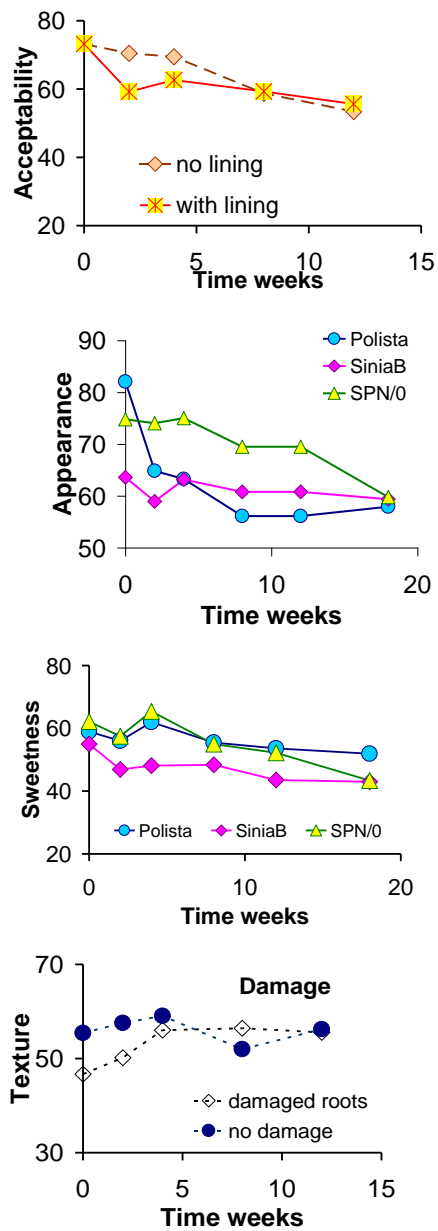 80
60
40
20
Acceptability
no lining
with lining
0 5 10 15
Time weeks
90
80
70
60
50
Appearance
Polista
SiniaB
SPN/0
0 10 20
Time weeks
80
60
40
20
Sweetness
Polista SiniaB SPN/0
0 10 20
Time weeks
70
50
30
Texture
Damage
damaged roots
no damage
0 5 10 15
Time weeks